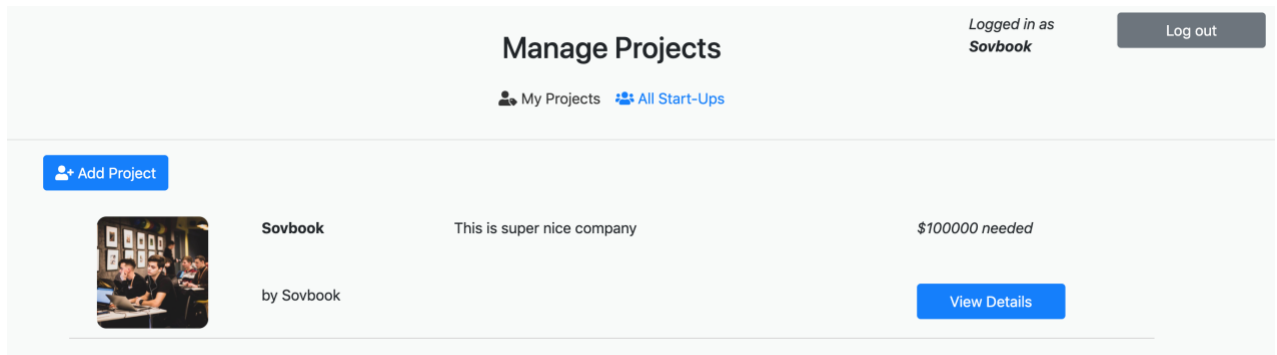 Manage Projects
Logged in as
Sovbook
Log out
My Projects
All Start-Ups
Add Project
Sovbook
This is super nice company
$100000 needed
by Sovbook
View Details